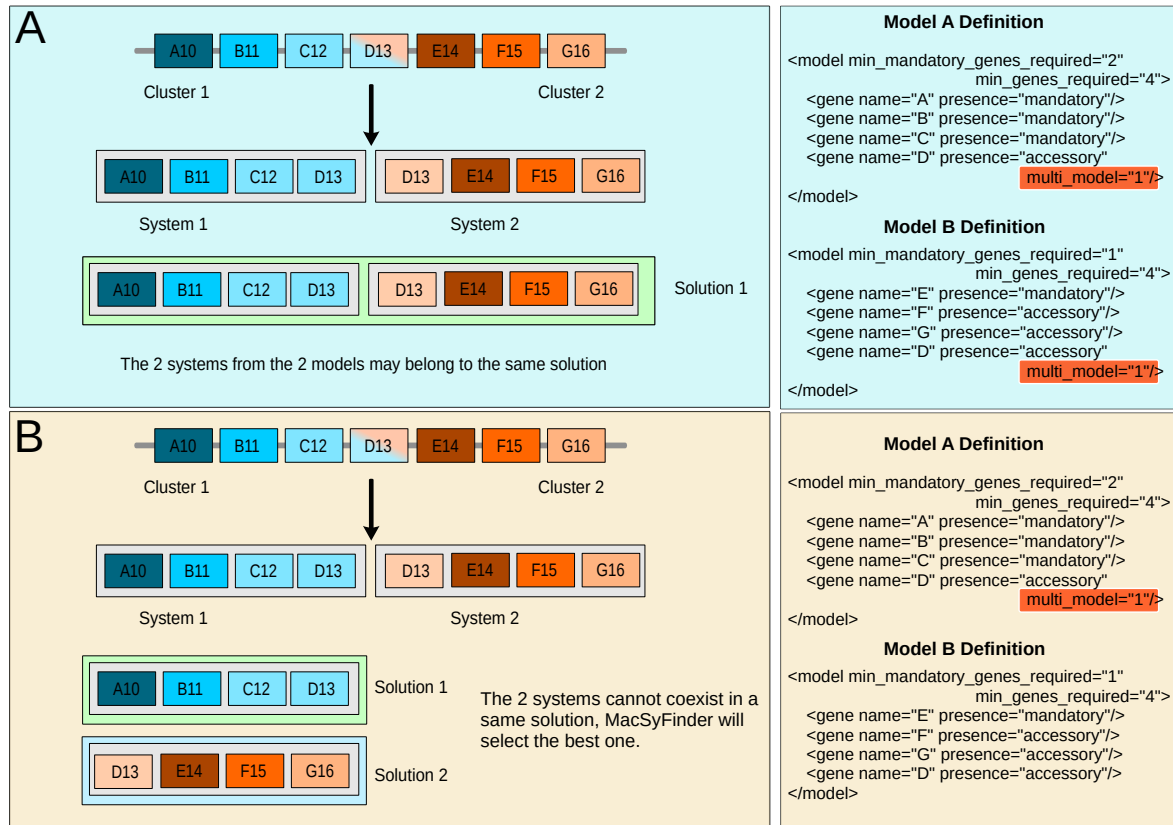 A
A10 B11 C12 D13 E14 F15 G16
Cluster 1 Cluster 2
A10 B11 C12 D13 D13 E14 F15 G16
System 1 System 2
A10 B11 C12 D13 D13 E14 F15 G16 Solution 1
The 2 systems from the 2 models may belong to the same solution
Model A Definition
<model min_mandatory_genes_required="2"
min_genes_required="4">
<gene name="A" presence="mandatory"/>
<gene name="B" presence="mandatory"/>
<gene name="C" presence="mandatory"/>
<gene name="D" presence="accessory"
multi_model="1"/>
</model>
Model B Definition
<model min_mandatory_genes_required="1"
min_genes_required="4">
<gene name="E" presence="mandatory"/>
<gene name="F" presence="accessory"/>
<gene name="G" presence="accessory"/>
<gene name="D" presence="accessory"
multi_model="1"/>
</model>
B
A10 B11 C12 D13 E14 F15 G16
Cluster 1 Cluster 2
A10 B11 C12 D13 D13 E14 F15 G16
System 1 System 2
A10 B11 C12 D13 Solution 1
D13 E14 F15 G16 Solution 2
The 2 systems cannot coexist in a
same solution, MacSyFinder will
select the best one.
Model A Definition
<model min_mandatory_genes_required="2"
min_genes_required="4">
<gene name="A" presence="mandatory"/>
<gene name="B" presence="mandatory"/>
<gene name="C" presence="mandatory"/>
<gene name="D" presence="accessory"
multi_model="1"/>
</model>
Model B Definition
<model min_mandatory_genes_required="1"
min_genes_required="4">
<gene name="E" presence="mandatory"/>
<gene name="F" presence="accessory"/>
<gene name="G" presence="accessory"/>
<gene name="D" presence="accessory"/>
</model>